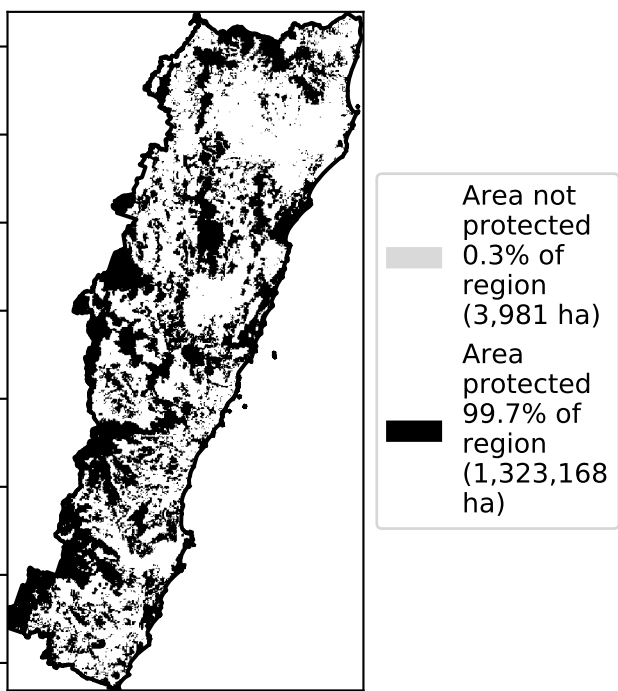 Area not
protected
0.3% of
region
(3,981 ha)
Area
protected
99.7% of
region
(1,323,168
ha)